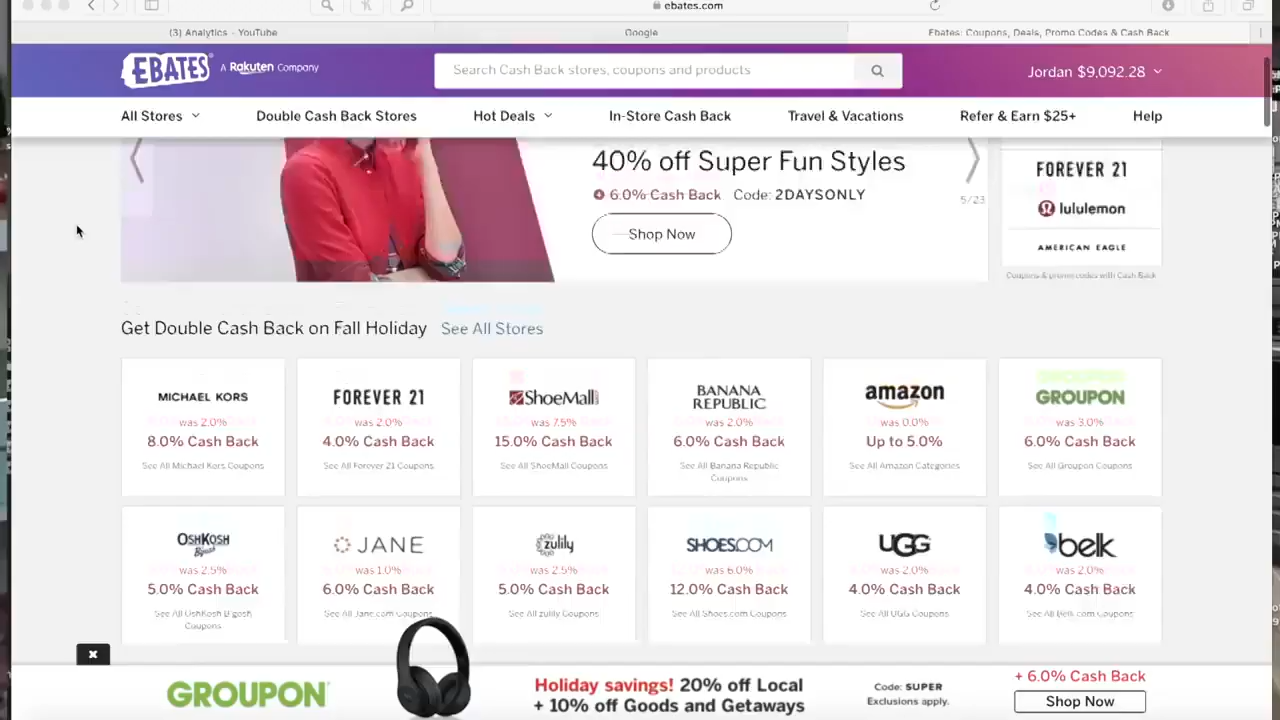 ebates.com
(3) Analytics - YouTube
Google
Ebates: Coupons, Deals, Promo Codes & Cash Back
EBATES A Rakuten Company
Search Cash Back stores, coupons and products
Jordan $9,092.28
All Stores Double Cash Back Stores Hot Deals In-Store Cash Back Travel & Vacations Refer & Earn $25+ Help
40% off Super Fun Styles
6.0% Cash Back Code: 2DAYSONLY
Shop Now
5/23
FOREVER 21
lululemon
AMERICAN EAGLE
Coupons & promo codes with Cash Back
Get Double Cash Back on Fall Holiday See All Stores
MICHAEL KORS
was 2.0%
8.0% Cash Back
See All Michael Kors Coupons
FOREVER 21
was 2.0%
4.0% Cash Back
See All Forever 21 Coupons
ShoeMall
was 7.5%
15.0% Cash Back
See All ShoeMall Coupons
BANANA
REPUBLIC
was 2.0%
6.0% Cash Back
See All Banana Republic
Coupons
amazon
was 0.0%
Up to 5.0%
See All Amazon Categories
GROUPON
was 3.0%
6.0% Cash Back
See All Groupon Coupons
OSHKOSH
B'gosh
was 2.5%
5.0% Cash Back
See All OshKosh B'gosh
Coupons
JANE
was 1.0%
6.0% Cash Back
See All Jane.com Coupons
zulily
was 2.5%
5.0% Cash Back
See All zulily Coupons
SHOES.COM
was 6.0%
12.0% Cash Back
See All Shoes.com Coupons
UGG
was 2.0%
4.0% Cash Back
See All UGG Coupons
belk
was 2.0%
4.0% Cash Back
See All Belk.com Coupons
GROUPON
Holiday savings! 20% off Local
+ 10% off Goods and Getaways
Code: SUPER
Exclusions apply.
+ 6.0% Cash Back
Shop Now